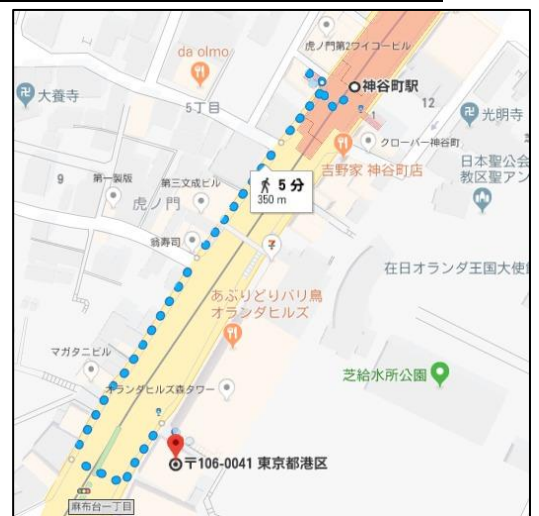 da olmo
虎ノ門第2ワイコービル
神谷町駅
大養寺
5丁目
12
1
光明寺
クローバー神谷町
吉野家 神谷町店
日本聖公会
教区聖アン
9
第一製版
第三文成ビル
5 分
350 m
虎ノ門
翁寿司
在日オランダ王国大使
あぶりどりバリ鳥
オランダヒルズ
マガタニビル
芝給水所公園
オランダヒルズ森タワー
〒106-0041 東京都港区
麻布台一丁目